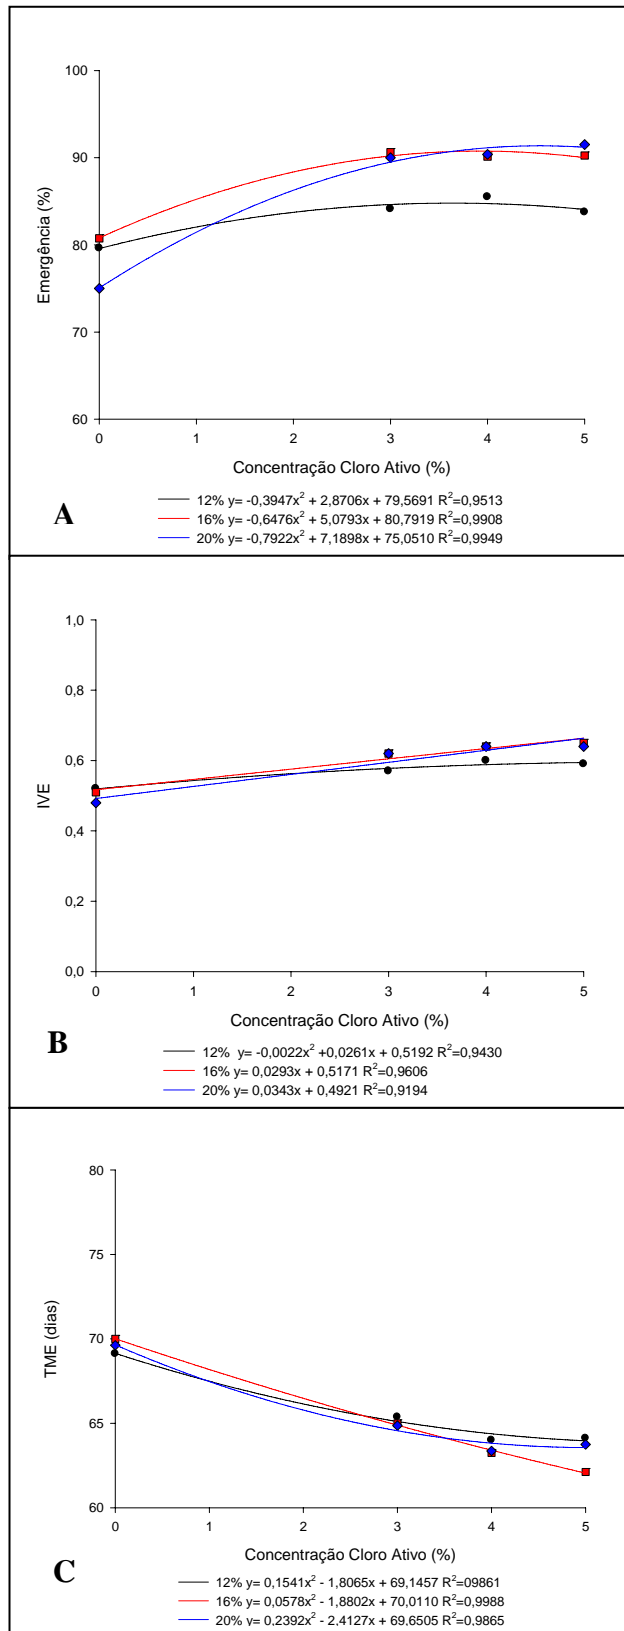 100
90
80
70
60
Emergência (%)
0 1 2 3 4 5
Concentração Cloro Ativo (%)
12% y= -0,3947x² + 2,8706x + 79,5691 R²=0,9513
16% y= -0,6476x² + 5,0793x + 80,7919 R²=0,9908
20% y= -0,7922x² + 7,1898x + 75,0510 R²=0,9949
A
1,0
0,8
0,6
0,4
0,2
0,0
IVE
0 1 2 3 4 5
Concentração Cloro Ativo (%)
12% y= -0,0022x² +0,0261x + 0,5192 R²=0,9430
16% y= 0,0293x + 0,5171 R²=0,9606
20% y= 0,0343x + 0,4921 R²=0,9194
B
80
75
70
65
60
TME (dias)
0 1 2 3 4 5
Concentração Cloro Ativo (%)
12% y= 0,1541x² - 1,8065x + 69,1457 R²=09861
16% y= 0,0578x² - 1,8802x + 70,0110 R²=0,9988
20% y= 0,2392x² - 2,4127x + 69,6505 R²=0,9865
C